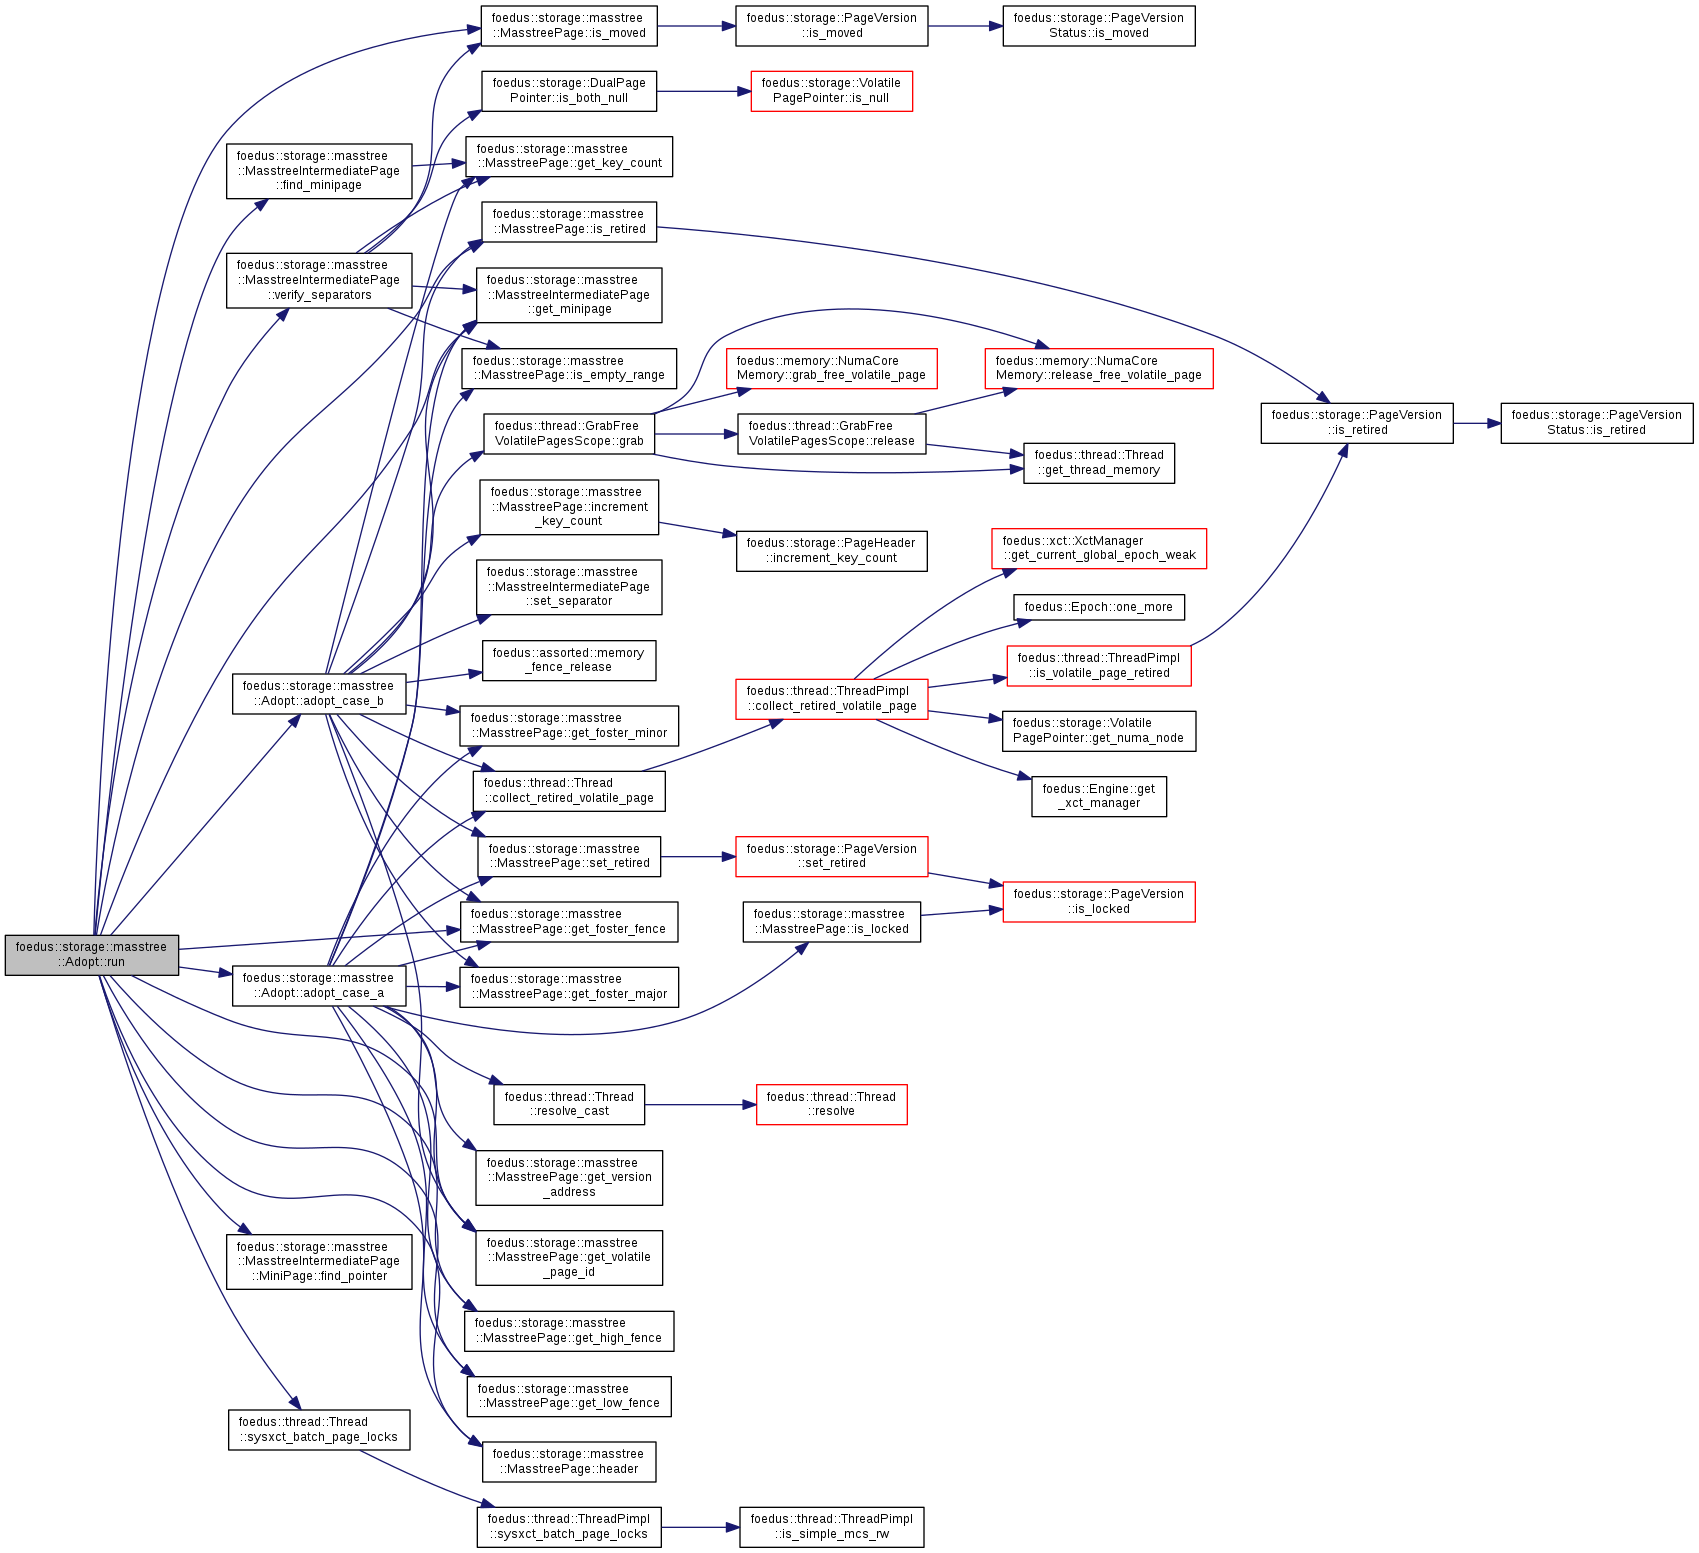 foedus::storage::masstree
::Adopt::run
foedus::storage::masstree
::MasstreeIntermediatePage
::find_minipage
foedus::storage::masstree
::MasstreeIntermediatePage
::verify_separators
foedus::storage::masstree
::Adopt::adopt_case_b
foedus::storage::masstree
::Adopt::adopt_case_a
foedus::storage::masstree
::MasstreeIntermediatePage
::MiniPage::find_pointer
foedus::thread::Thread
::sysxct_batch_page_locks
foedus::storage::masstree
::MasstreePage::is_moved
foedus::storage::DualPage
Pointer::is_both_null
foedus::storage::masstree
::MasstreePage::get_key_count
foedus::storage::masstree
::MasstreePage::is_retired
foedus::storage::masstree
::MasstreeIntermediatePage
::get_minipage
foedus::storage::masstree
::MasstreePage::is_empty_range
foedus::thread::GrabFree
VolatilePagesScope::grab
foedus::storage::masstree
::MasstreePage::increment
_key_count
foedus::storage::masstree
::MasstreeIntermediatePage
::set_separator
foedus::assorted::memory
_fence_release
foedus::storage::masstree
::MasstreePage::get_foster_minor
foedus::thread::Thread
::collect_retired_volatile_page
foedus::storage::masstree
::MasstreePage::set_retired
foedus::storage::masstree
::MasstreePage::get_foster_fence
foedus::storage::masstree
::MasstreePage::get_foster_major
foedus::thread::Thread
::resolve_cast
foedus::storage::masstree
::MasstreePage::get_version
_address
foedus::storage::masstree
::MasstreePage::get_volatile
_page_id
foedus::storage::masstree
::MasstreePage::get_high_fence
foedus::storage::masstree
::MasstreePage::get_low_fence
foedus::storage::masstree
::MasstreePage::header
foedus::thread::ThreadPimpl
::sysxct_batch_page_locks
foedus::storage::PageVersion
::is_moved
foedus::storage::Volatile
PagePointer::is_null
foedus::memory::NumaCore
Memory::grab_free_volatile_page
foedus::thread::GrabFree
VolatilePagesScope::release
foedus::storage::PageHeader
::increment_key_count
foedus::thread::ThreadPimpl
::collect_retired_volatile_page
foedus::storage::PageVersion
::set_retired
foedus::storage::masstree
::MasstreePage::is_locked
foedus::thread::Thread
::resolve
foedus::thread::ThreadPimpl
::is_simple_mcs_rw
foedus::storage::PageVersion
Status::is_moved
foedus::memory::NumaCore
Memory::release_free_volatile_page
foedus::thread::Thread
::get_thread_memory
foedus::xct::XctManager
::get_current_global_epoch_weak
foedus::Epoch::one_more
foedus::thread::ThreadPimpl
::is_volatile_page_retired
foedus::storage::Volatile
PagePointer::get_numa_node
foedus::Engine::get
_xct_manager
foedus::storage::PageVersion
::is_locked
foedus::storage::PageVersion
::is_retired
foedus::storage::PageVersion
Status::is_retired